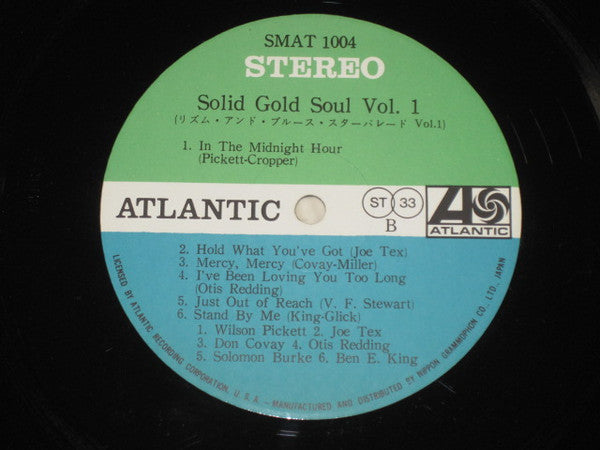 SMAT 1004
STEREO
Solid Gold Soul Vol. 1
(リズム・アンド・ブルース・スターパレード Vol.1)
1. In The Midnight Hour
(Pickett-Cropper)
ATLANTIC
ST 33
B
ATLANTIC
2. Hold What You've Got (Joe Tex)
3. Mercy, Mercy (Covay-Miller)
4. I've Been Loving You Too Long
(Otis Redding)
5. Just Out of Reach (V. F. Stewart)
6. Stand By Me (King-Glick)
1. Wilson Pickett 2. Joe Tex
3. Don Covay 4. Otis Redding
5. Solomon Burke 6. Ben E. King
LICENSED BY ATLANTIC RECORDING CORPORATION, U. S. A. —MANUFACTURED AND DISTRIBUTED BY NIPPON GRAMMOPHON CO., LTD., JAPAN